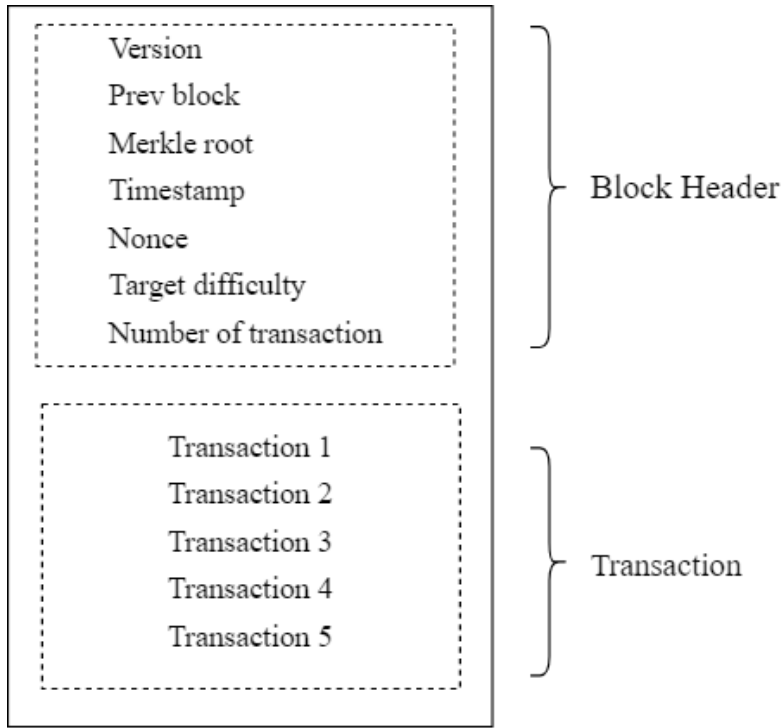 Version
Prev block
Merkle root
Timestamp
Nonce
Target difficulty
Number of transaction
Block Header
Transaction 1
Transaction 2
Transaction 3
Transaction 4
Transaction 5
Transaction